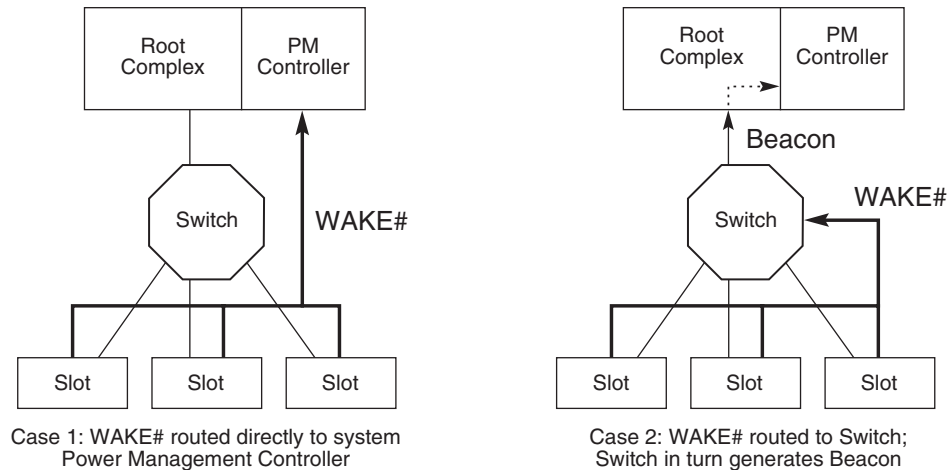 Root
Complex
PM
Controller
WAKE#
Switch
Slot
Slot
Slot
Case 1: WAKE# routed directly to system
Power Management Controller
Root
Complex
PM
Controller
Beacon
WAKE#
Switch
Slot
Slot
Slot
Case 2: WAKE# routed to Switch;
Switch in turn generates Beacon